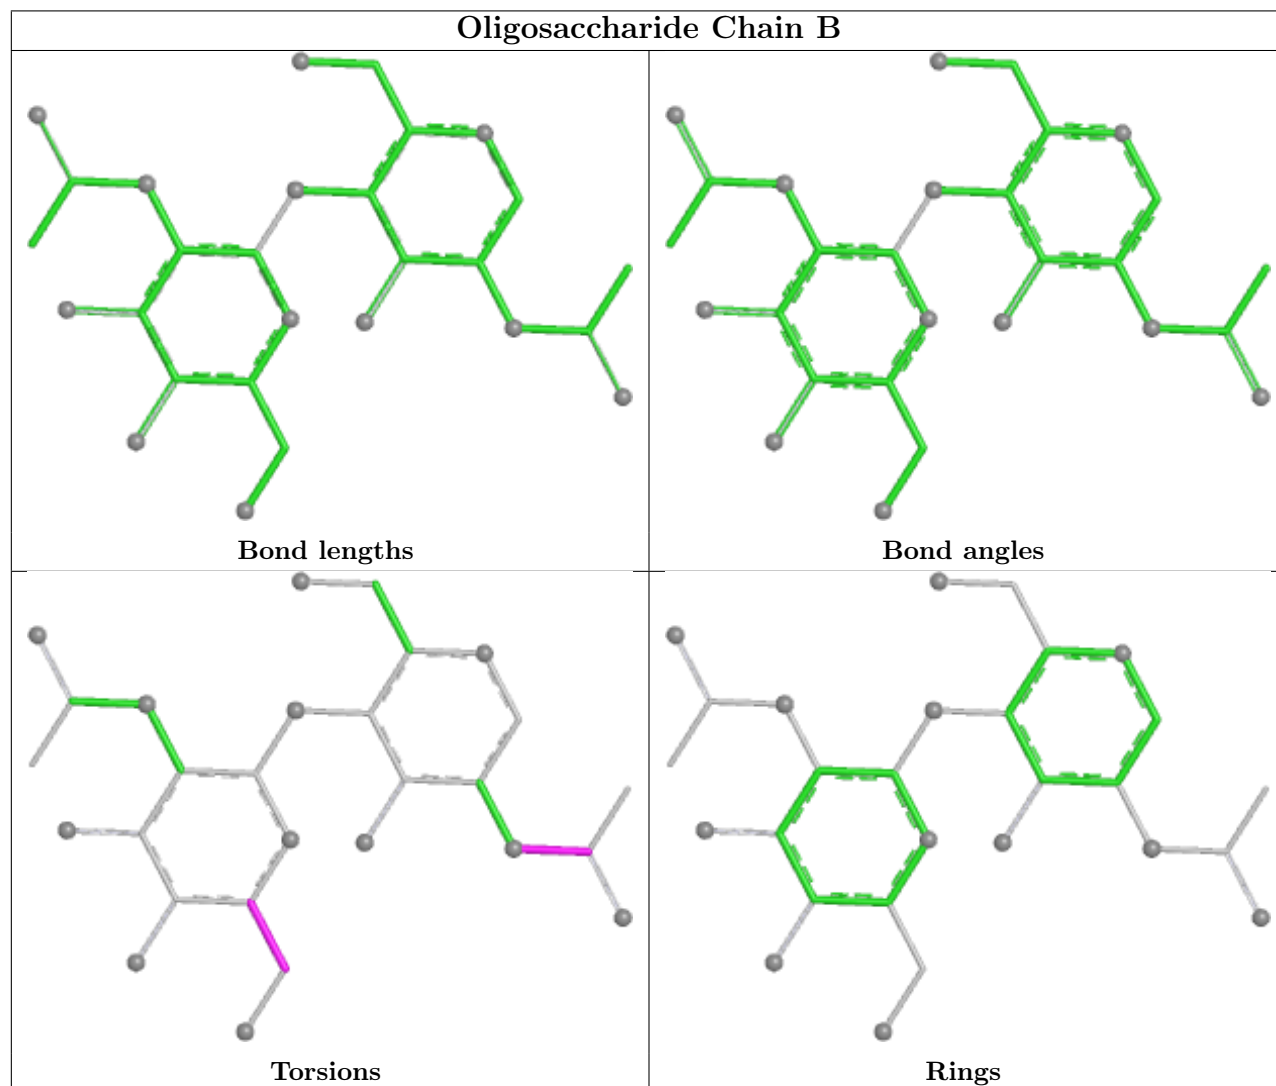 Oligosaccharide Chain B
Bond lengths
Bond angles
Torsions
Rings